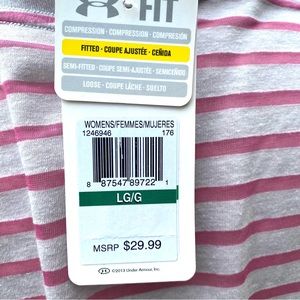 FIT
COMPRESSION · COMPRESSION · COMPRESIÓN
FITTED · COUPE AJUSTÉE · CEÑIDA
SEMI-FITTED · COUPE SEMI-AJUSTÉE · SEMICEÑIDO
LOOSE · COUPE LÂCHE · SUELTO
WOMENS/FEMMES/MUJERES
1246946 176
8 87547 89722 1
LG/G
MSRP $29.99
©2013 Under Armour, Inc.